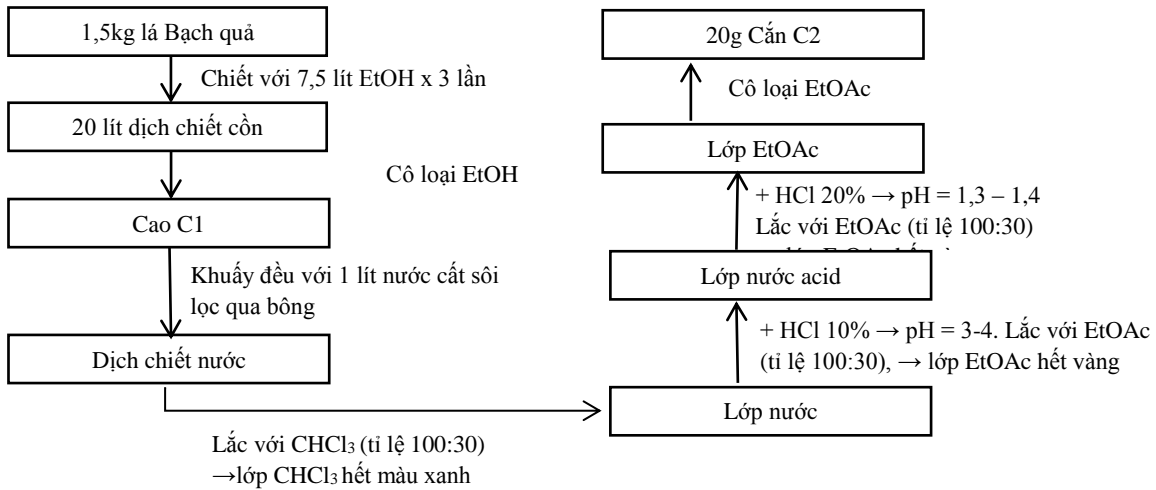 1,5kg lá Bạch quả
Chiết với 7,5 lít EtOH x 3 lần
20 lít dịch chiết cồn
Cô loại EtOH
Cao C1
Khuấy đều với 1 lít nước cất sôi
lọc qua bông
Dịch chiết nước
Lắc với CHCl₃ (tỉ lệ 100:30)
→lớp CHCl₃ hết màu xanh
Lớp nước
+ HCl 10% → pH = 3-4. Lắc với EtOAc
(tỉ lệ 100:30), → lớp EtOAc hết vàng
Lớp nước acid
+ HCl 20% → pH = 1,3 – 1,4
Lắc với EtOAc (tỉ lệ 100:30)
Lớp EtOAc
Cô loại EtOAc
20g Cắn C2